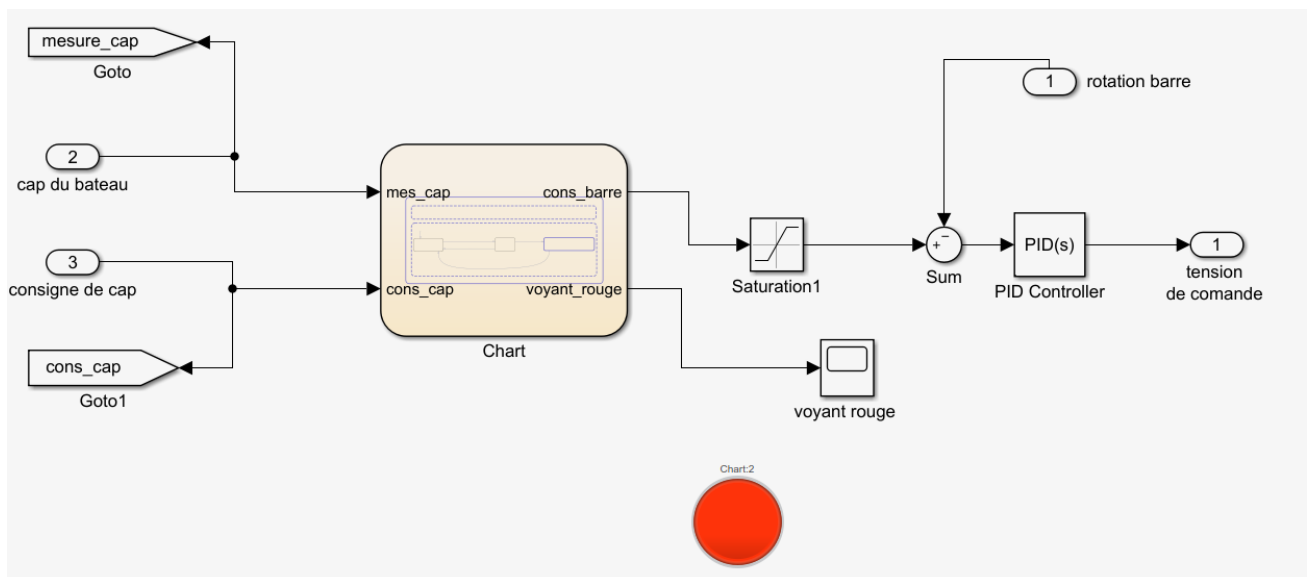 mesure_cap
Goto
1
rotation barre
2
cap du bateau
mes_cap
cons_barre
3
consigne de cap
cons_cap
voyant_rouge
Chart
Saturation1
+
−
Sum
PID(s)
PID Controller
1
tension
de comande
cons_cap
Goto1
voyant rouge
Chart:2